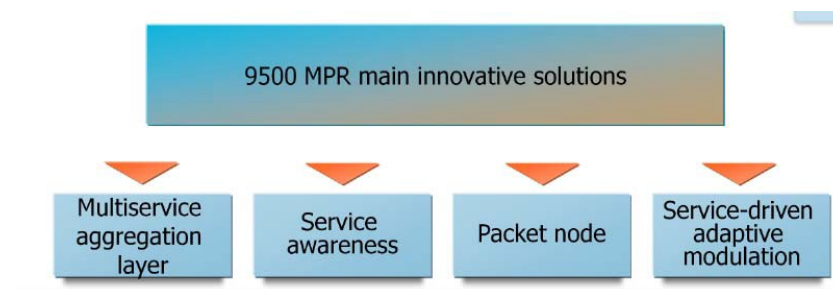 9500 MPR main innovative solutions
Multiservice
aggregation
layer
Service
awareness
Packet node
Service-driven
adaptive
modulation